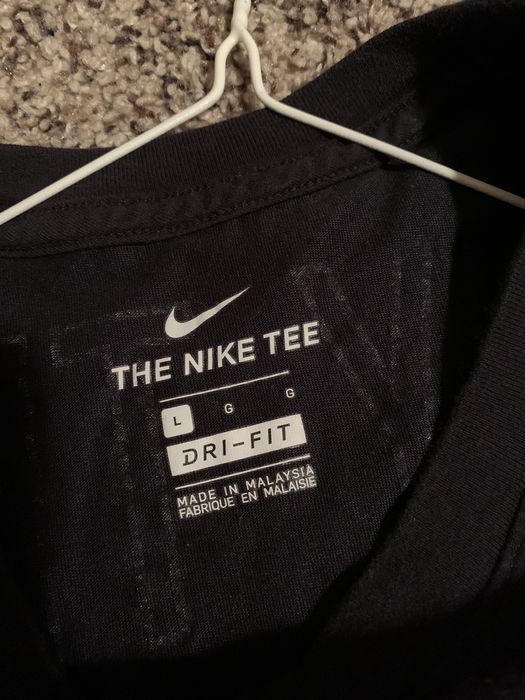 THE NIKE TEE
L G G
DRI-FIT
MADE IN MALAYSIA
FABRIQUE EN MALAISIE